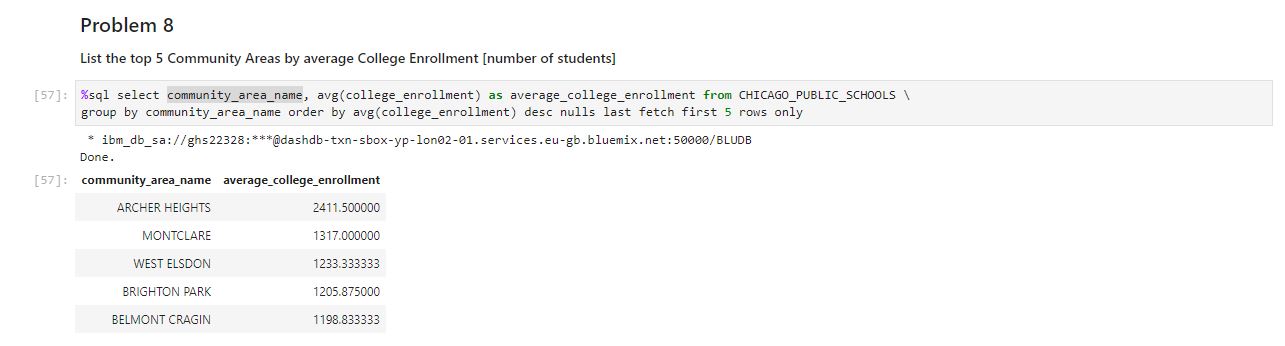 Problem 8
List the top 5 Community Areas by average College Enrollment [number of students]
[57]: %sql select community_area_name, avg(college_enrollment) as average_college_enrollment from CHICAGO_PUBLIC_SCHOOLS \
group by community_area_name order by avg(college_enrollment) desc nulls last fetch first 5 rows only
* ibm_db_sa://ghs22328:***@dashdb-txn-sbox-yp-lon02-01.services.eu-gb.bluemix.net:50000/BLUDB
Done.
[57]: community_area_name average_college_enrollment
ARCHER HEIGHTS 2411.500000
MONTCLARE 1317.000000
WEST ELSDON 1233.333333
BRIGHTON PARK 1205.875000
BELMONT CRAGIN 1198.833333